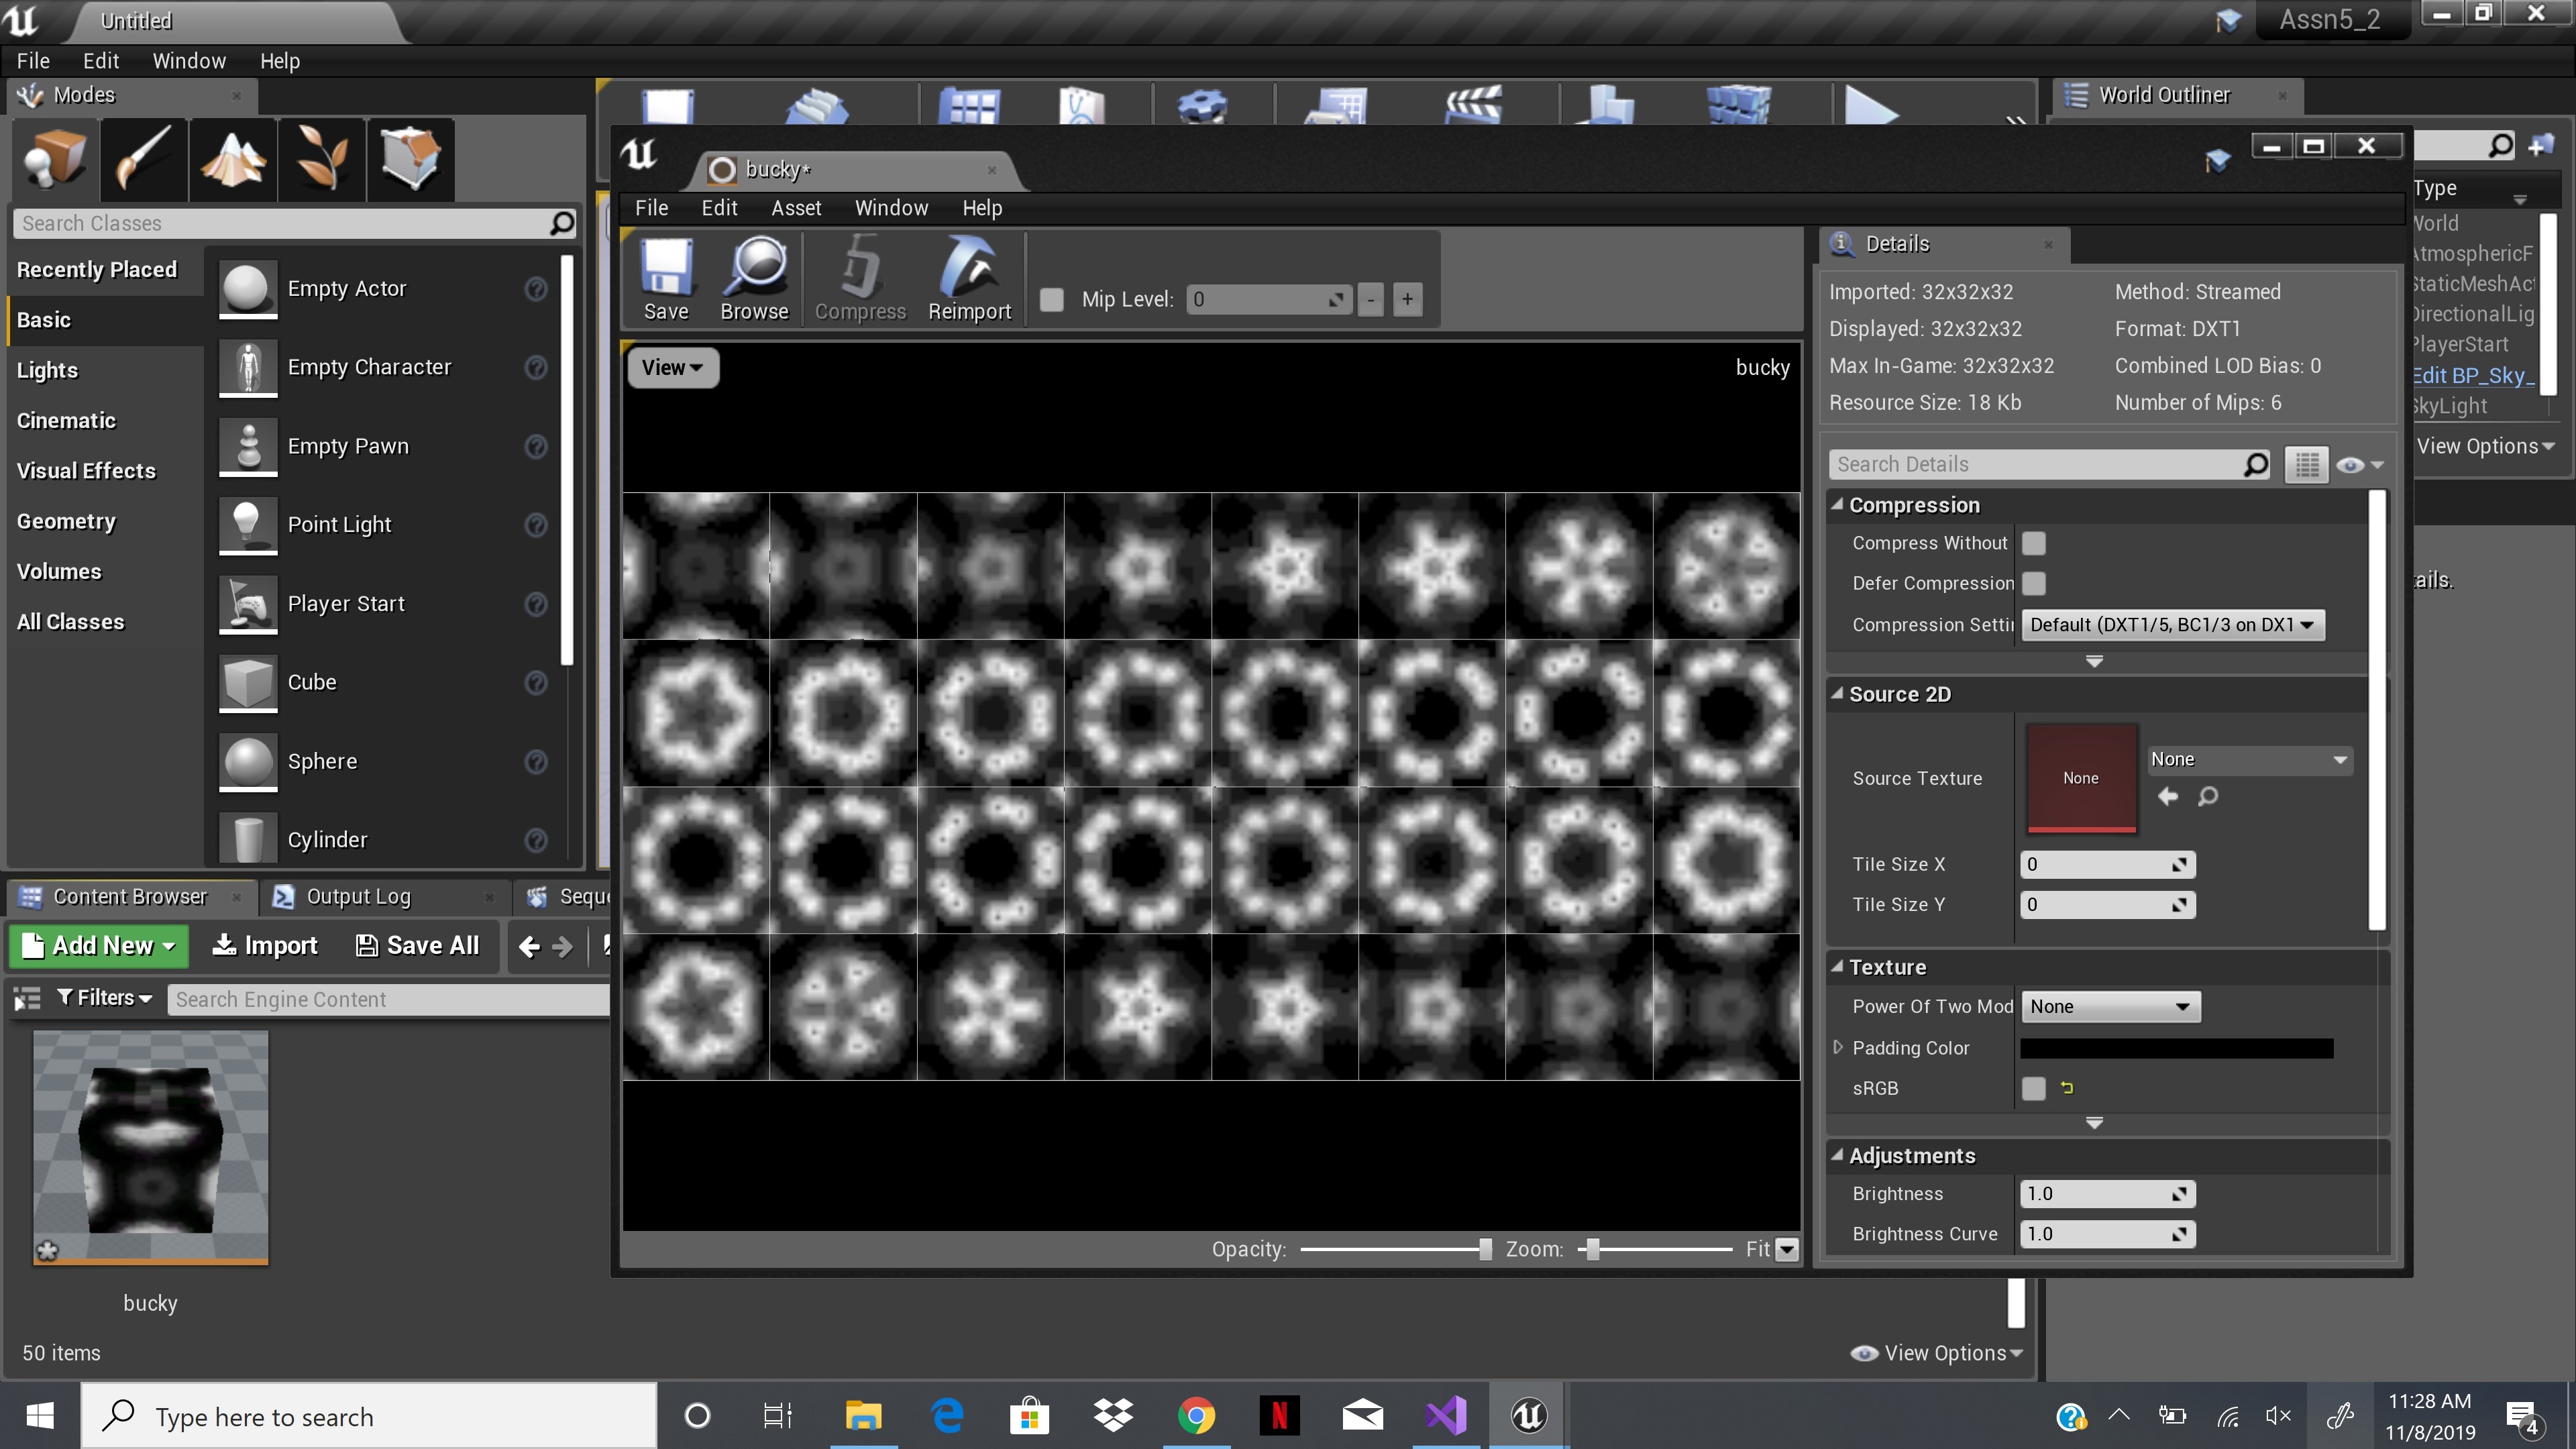 Untitled
Assn5_2
File Edit Window Help
Modes
World Outliner
Search Classes
Recently Placed
Basic
Lights
Cinematic
Visual Effects
Geometry
Volumes
All Classes
Empty Actor
Empty Character
Empty Pawn
Point Light
Player Start
Cube
Sphere
Cylinder
bucky*
File Edit Asset Window Help
Save Browse Compress Reimport Mip Level: 0 - +
View
bucky
Opacity: Zoom: Fit
Details
Imported: 32x32x32 Method: Streamed
Displayed: 32x32x32 Format: DXT1
Max In-Game: 32x32x32 Combined LOD Bias: 0
Resource Size: 18 Kb Number of Mips: 6
Search Details
Compression
Compress Without
Defer Compression
Compression Settin Default (DXT1/5, BC1/3 on DX1
Source 2D
Source Texture None None
Tile Size X 0
Tile Size Y 0
Texture
Power Of Two Mod None
Padding Color
sRGB
Adjustments
Brightness 1.0
Brightness Curve 1.0
Type
World
AtmosphericF
StaticMeshAct
DirectionalLig
PlayerStart
Edit BP_Sky_
SkyLight
View Options
ails.
Content Browser Output Log Seque
Add New Import Save All
Filters Search Engine Content
bucky
50 items
View Options
Type here to search
N
11:28 AM
11/8/2019
4